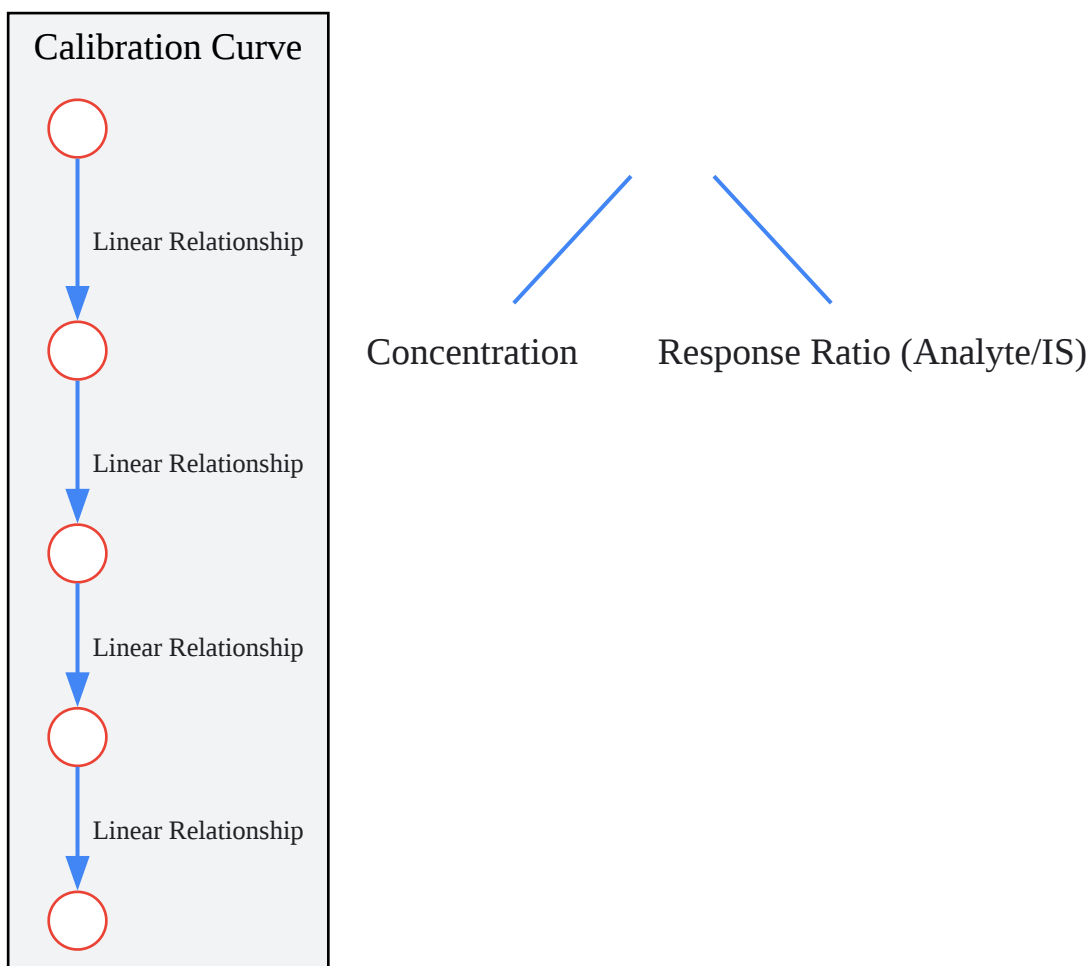 Calibration Curve
Linear Relationship
Concentration
Response Ratio (Analyte/IS)
Linear Relationship
Linear Relationship
Linear Relationship